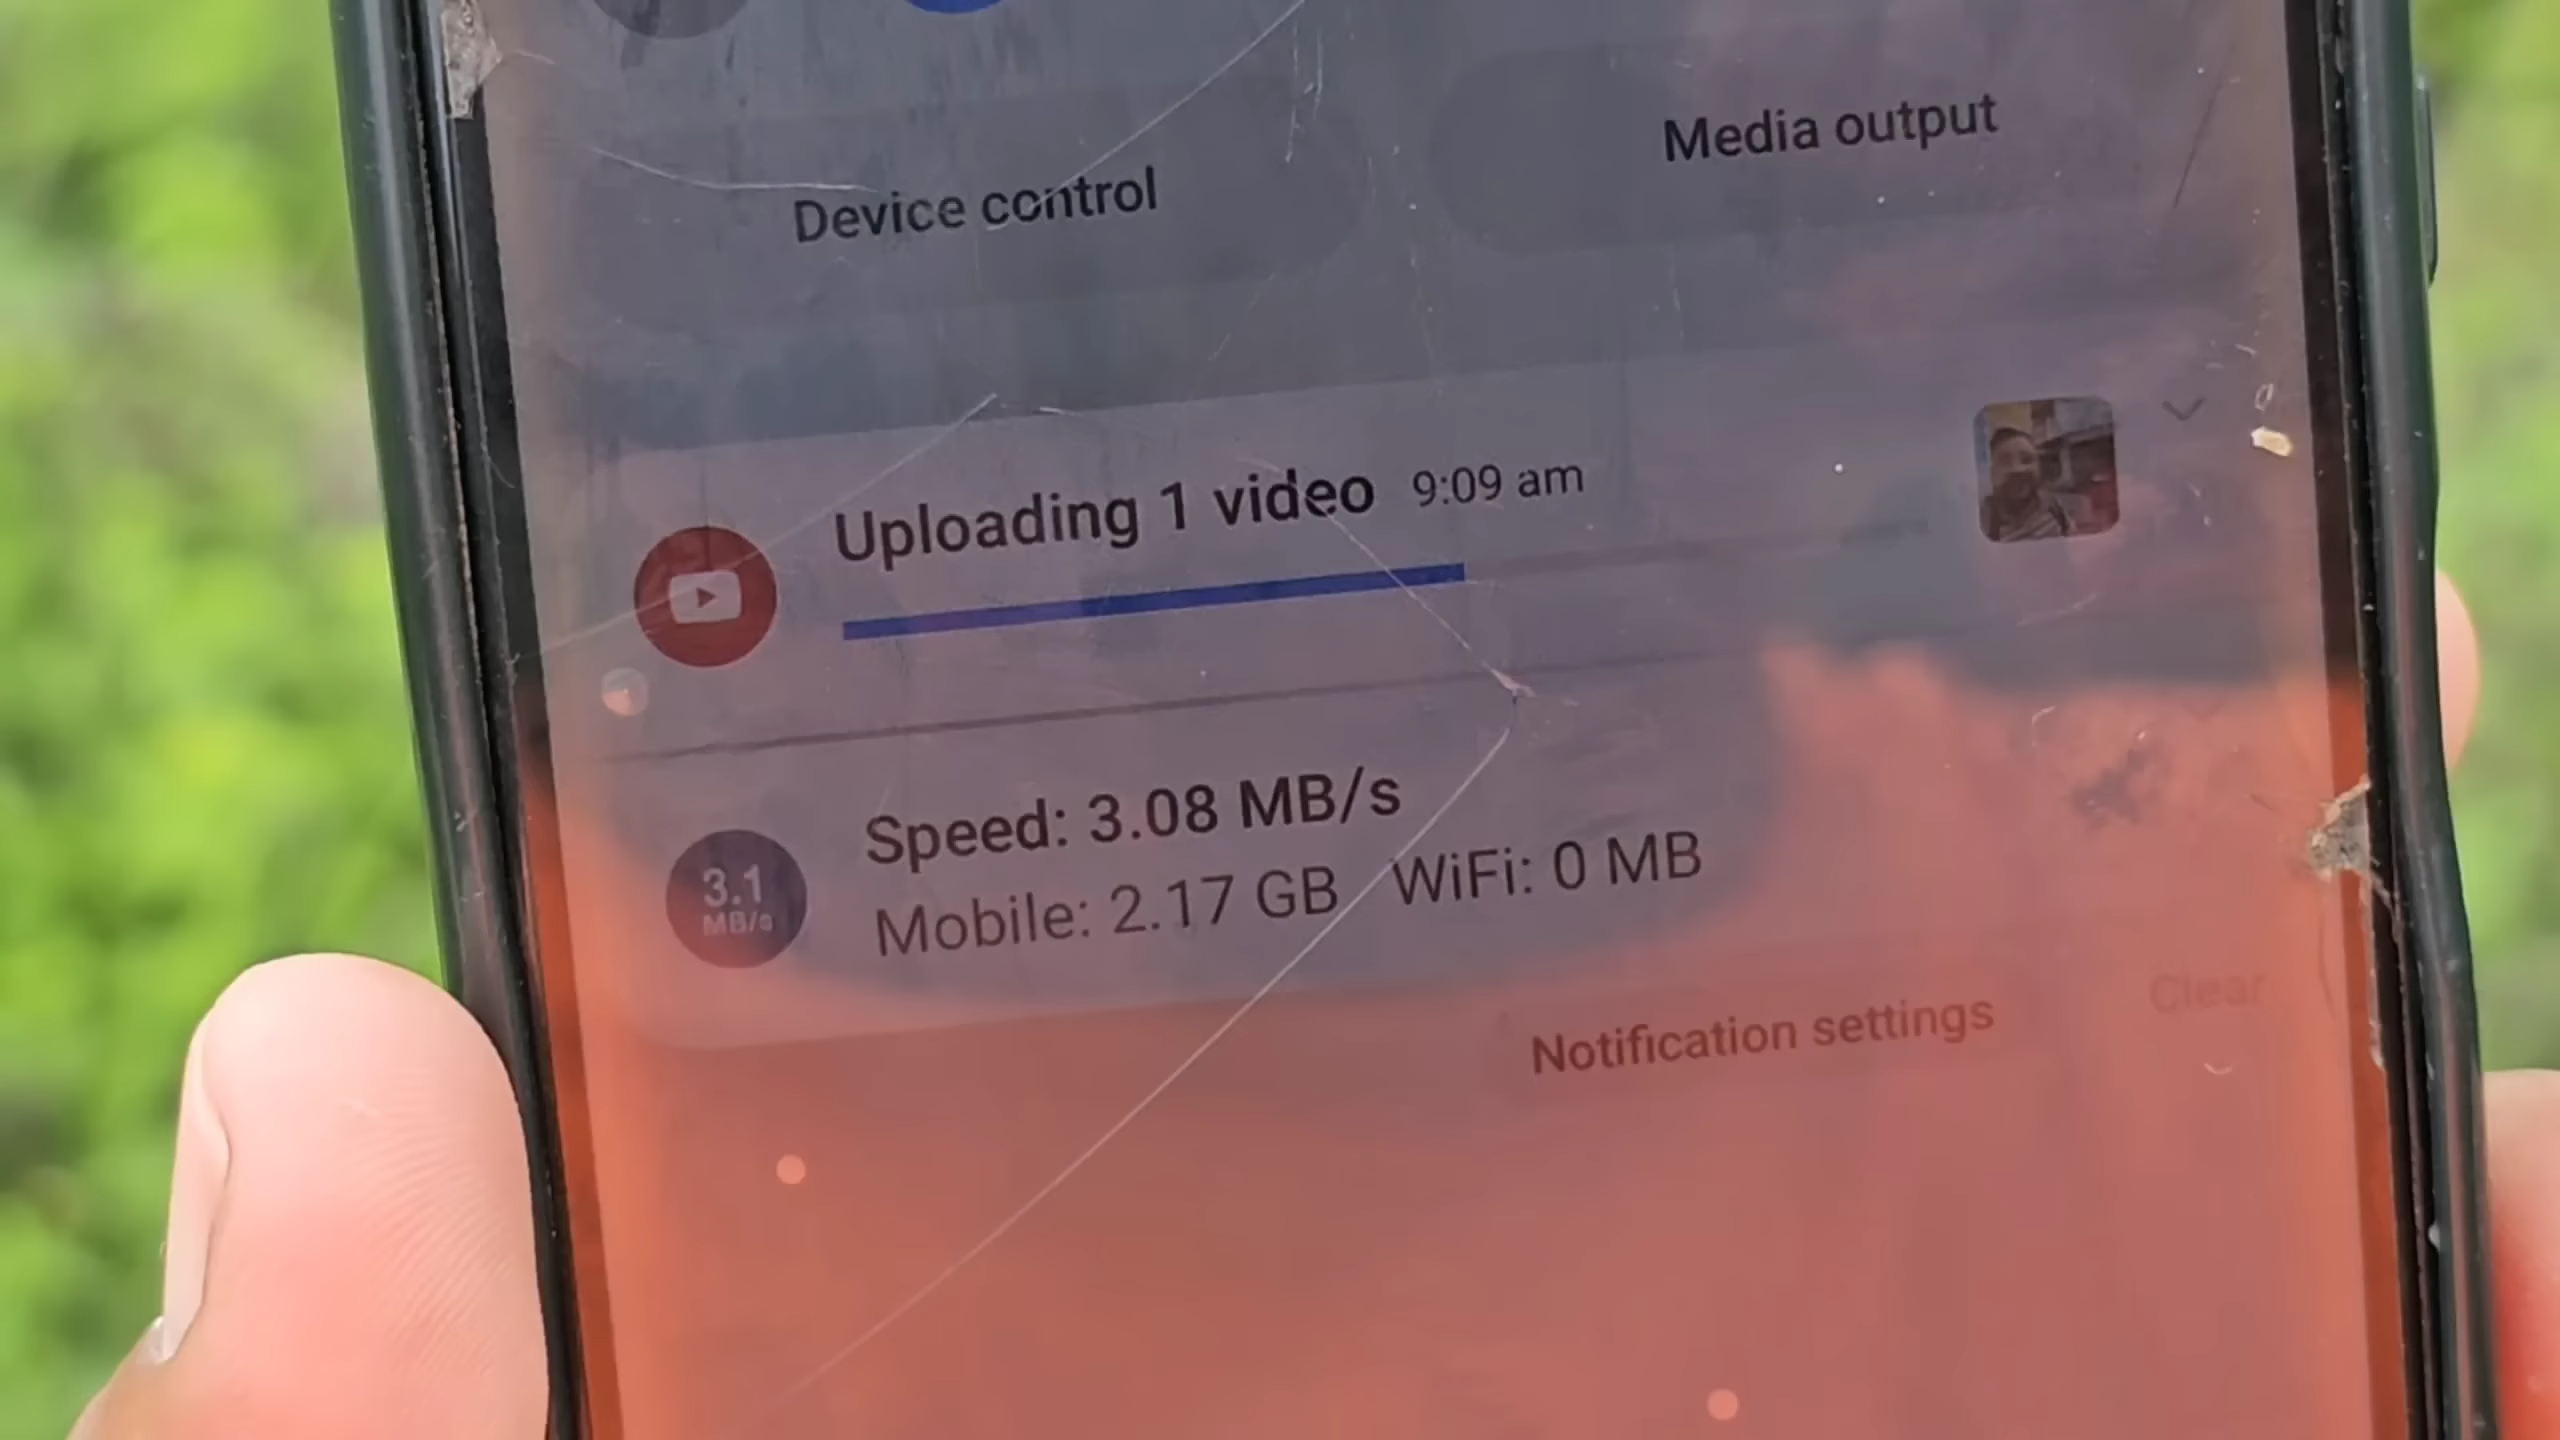 Media output
Device control
Uploading 1 video 9:09 am
Speed: 3.08 MB/s
3.1
MB/s
Mobile: 2.17 GB WiFi: 0 MB
Notification settings
Clear